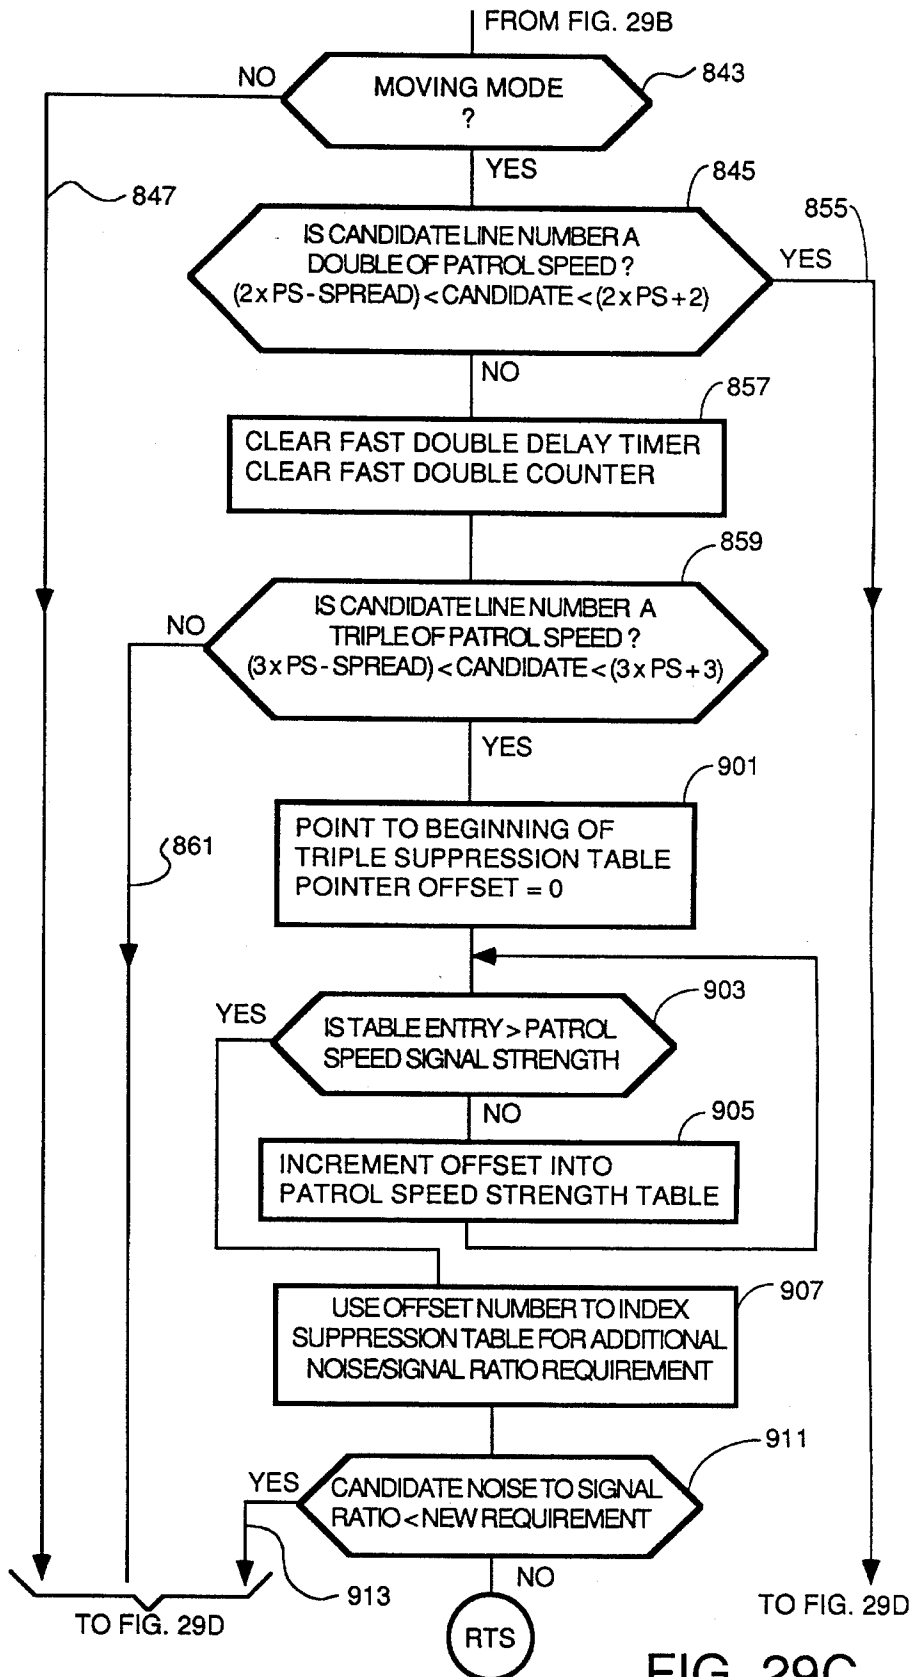 FROM FIG. 29B
NO
MOVING MODE
?
843
YES
847
845
855
IS CANDIDATE LINE NUMBER A
DOUBLE OF PATROL SPEED ?
(2 x PS - SPREAD) < CANDIDATE < (2 x PS + 2)
YES
NO
857
CLEAR FAST DOUBLE DELAY TIMER
CLEAR FAST DOUBLE COUNTER
859
NO
IS CANDIDATE LINE NUMBER A
TRIPLE OF PATROL SPEED ?
(3 x PS - SPREAD) < CANDIDATE < (3 x PS + 3)
YES
901
861
POINT TO BEGINNING OF
TRIPLE SUPPRESSION TABLE
POINTER OFFSET = 0
903
YES
IS TABLE ENTRY > PATROL
SPEED SIGNAL STRENGTH
NO
905
INCREMENT OFFSET INTO
PATROL SPEED STRENGTH TABLE
907
USE OFFSET NUMBER TO INDEX
SUPPRESSION TABLE FOR ADDITIONAL
NOISE/SIGNAL RATIO REQUIREMENT
911
YES
CANDIDATE NOISE TO SIGNAL
RATIO < NEW REQUIREMENT
NO
913
TO FIG. 29D
RTS
TO FIG. 29D
FIG. 29C